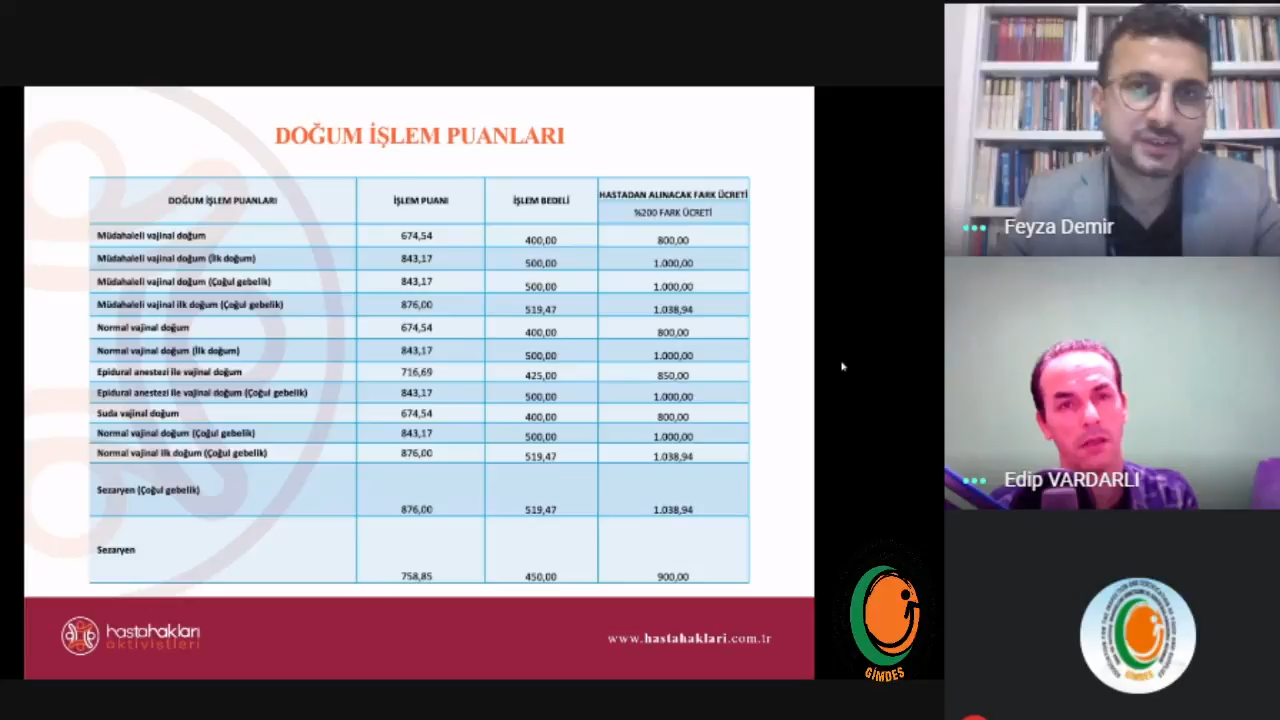 DOĞUM İŞLEM PUANLARI
DOĞUM İŞLEM PUANLARI İŞLEM PUANI İŞLEM BEDELİ HASTADAN ALINACAK FARK ÜCRETİ
%200 FARK ÜCRETİ
Müdahaleli vajinal doğum 674,54 400,00 800,00
Müdahaleli vajinal doğum (İlk doğum) 843,17 500,00 1.000,00
Müdahaleli vajinal doğum (Çoğul gebelik) 843,17 500,00 1.000,00
Müdahaleli vajinal ilk doğum (Çoğul gebelik) 876,00 519,47 1.038,94
Normal vajinal doğum 674,54 400,00 800,00
Normal vajinal doğum (İlk doğum) 843,17 500,00 1.000,00
Epidural anestezi ile vajinal doğum 716,69 425,00 850,00
Epidural anestezi ile vajinal doğum (Çoğul gebelik) 843,17 500,00 1.000,00
Suda vajinal doğum 674,54 400,00 800,00
Normal vajinal doğum (Çoğul gebelik) 843,17 500,00 1.000,00
Normal vajinal ilk doğum (Çoğul gebelik) 876,00 519,47 1.038,94
Sezaryen (Çoğul gebelik) 876,00 519,47 1.038,94
Sezaryen 758,85 450,00 900,00
hastahakları
aktivistleri
www.hastahaklari.com.tr
GİMDES
Feyza Demir
Edip VARDARLI